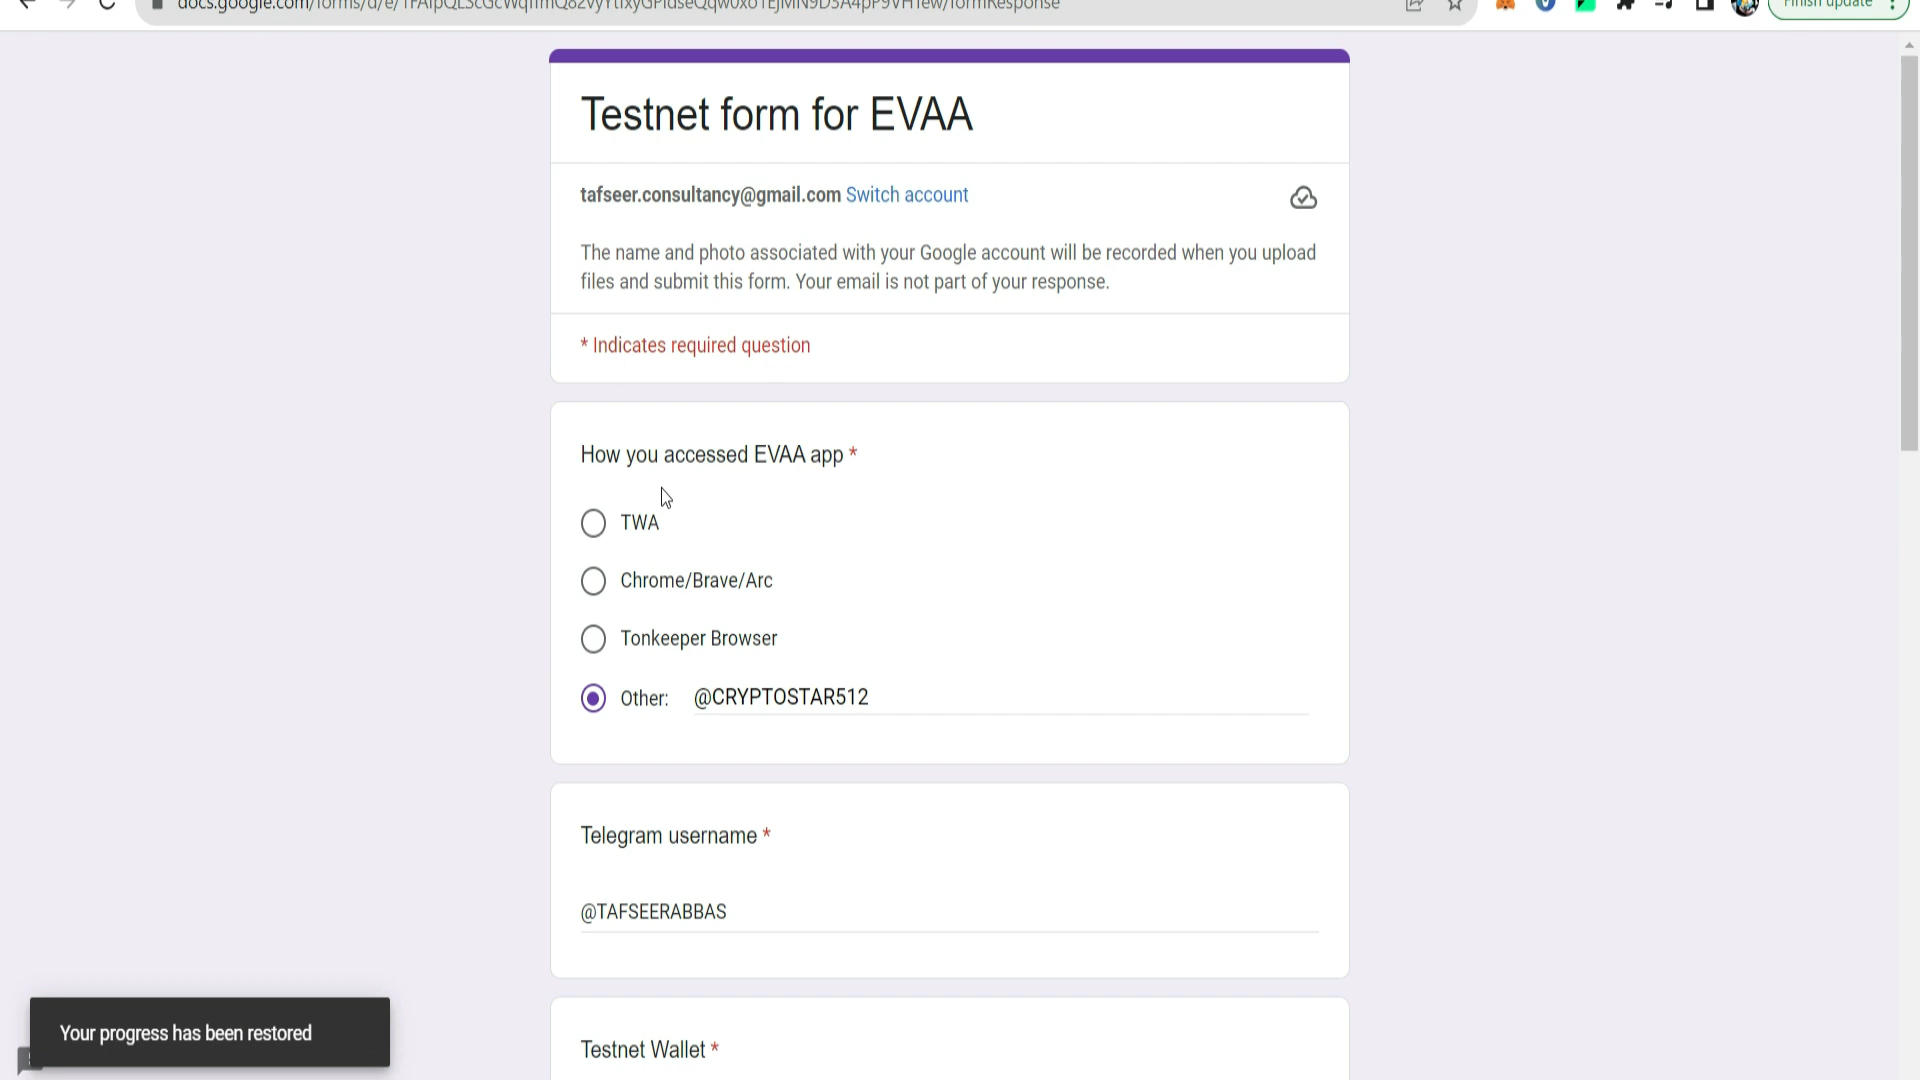 Finish update
Testnet form for EVAA
tafseer.consultancy@gmail.com Switch account
The name and photo associated with your Google account will be recorded when you upload
files and submit this form. Your email is not part of your response.
* Indicates required question
How you accessed EVAA app *
TWA
Chrome/Brave/Arc
Tonkeeper Browser
Other: @CRYPTOSTAR512
Telegram username *
@TAFSEERABBAS
Your progress has been restored
Testnet Wallet *